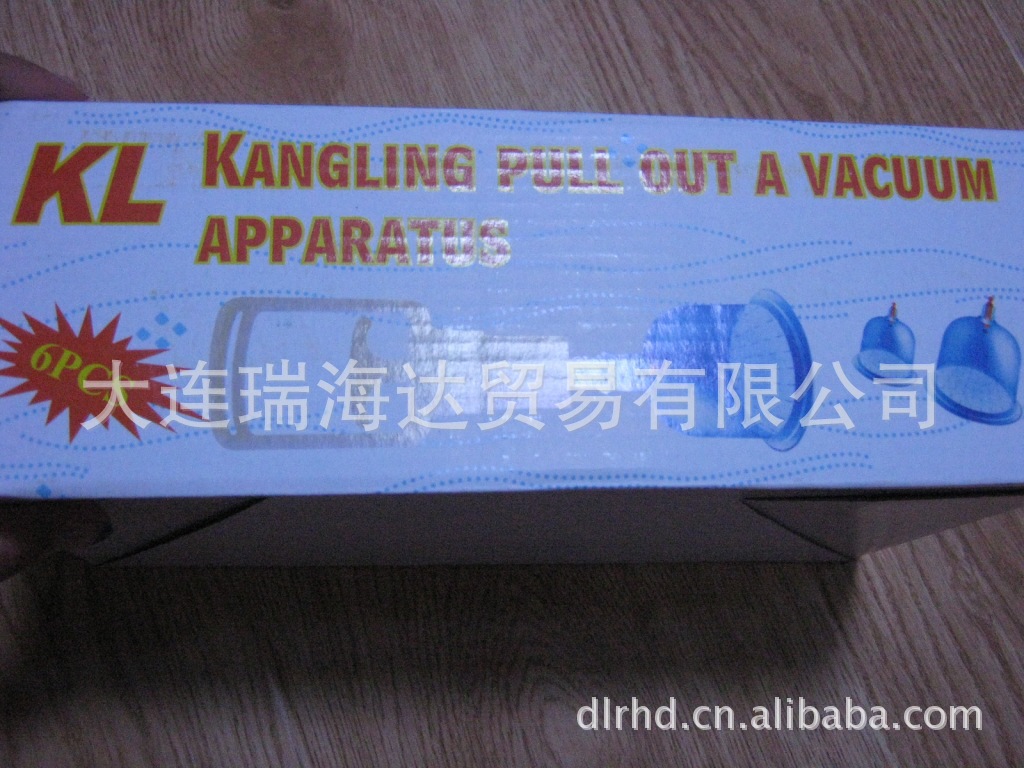 KL
KANGLING PULL OUT A VACUUM
APPARATUS
6PCS
大连瑞海达贸易有限公司
dlrhd.cn.alibaba.com